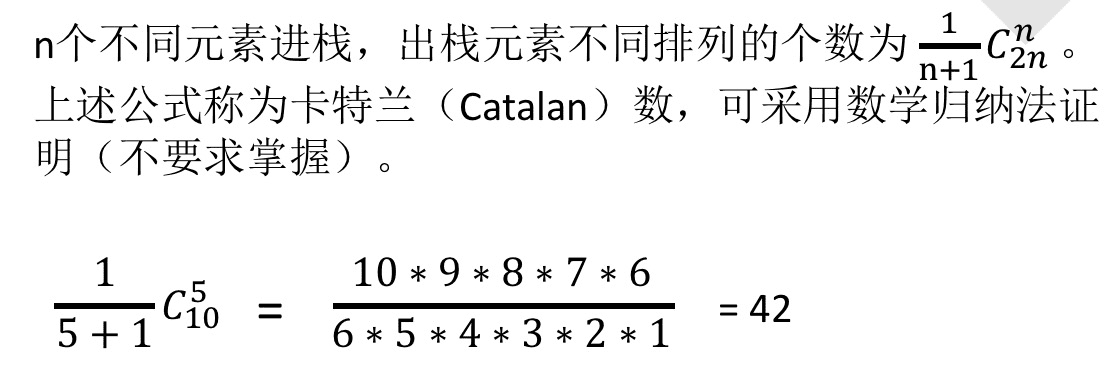 n个不同元素进栈，出栈元素不同排列的个数为 $\frac{1}{n+1}C_{2n}^{n}$ 。
上述公式称为卡特兰（Catalan）数，可采用数学归纳法证
明（不要求掌握）。
$\frac{1}{5+1}C_{10}^{5} = \frac{10*9*8*7*6}{6*5*4*3*2*1} = 42$